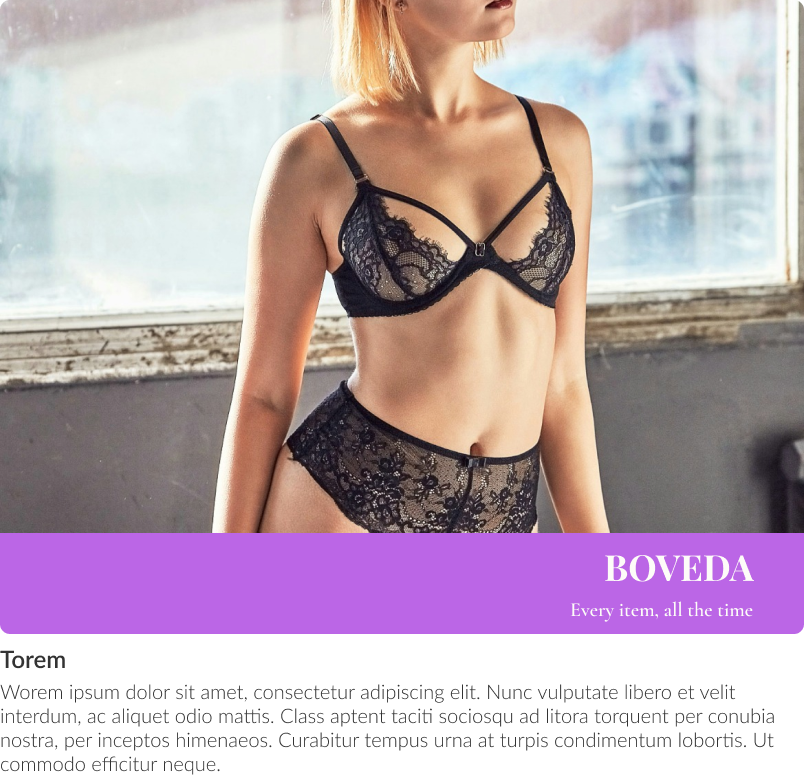 BOVEDA
Every item, all the time
Torem
Worem ipsum dolor sit amet, consectetur adipiscing elit. Nunc vulputate libero et velit
interdum, ac aliquet odio mattis. Class aptent taciti sociosqu ad litora torquent per conubia
nostra, per inceptos himenaeos. Curabitur tempus urna at turpis condimentum lobortis. Ut
commodo efficitur neque.